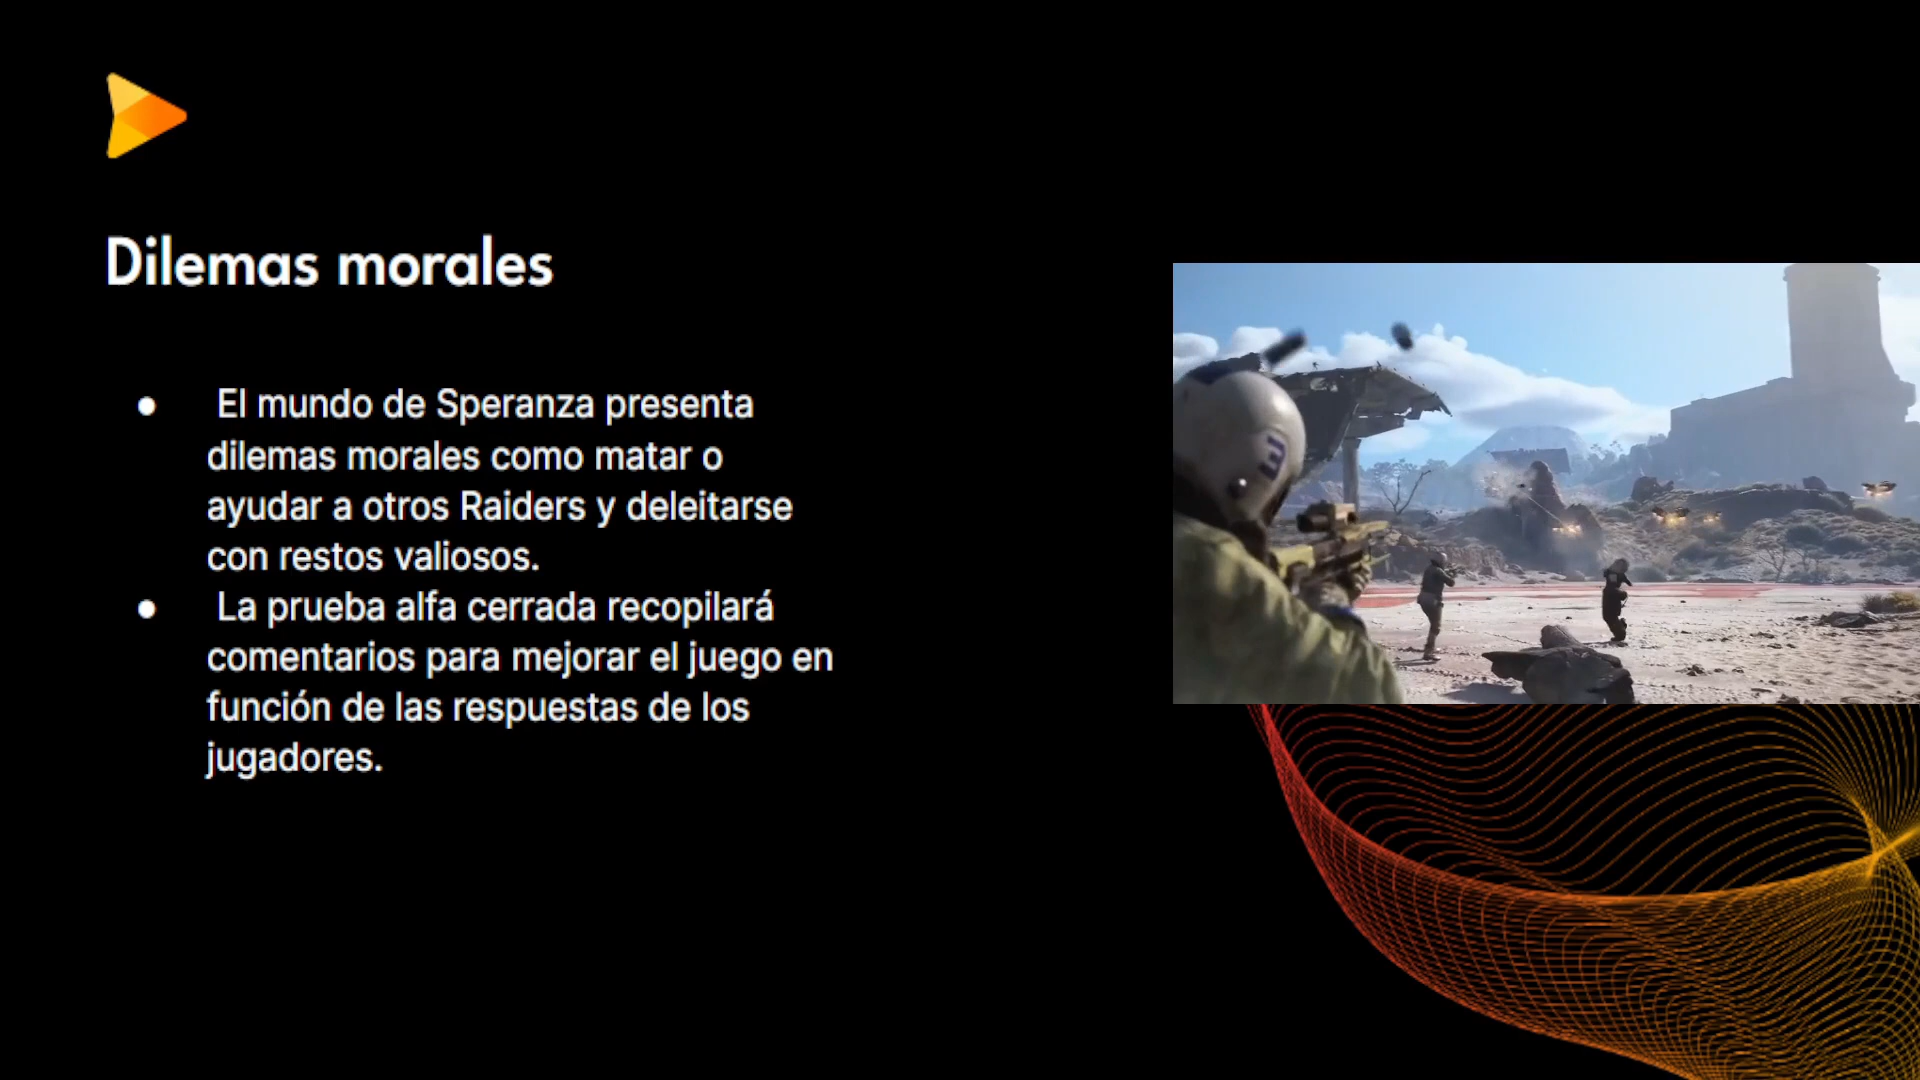 Dilemas morales
● El mundo de Speranza presenta
dilemas morales como matar o
ayudar a otros Raiders y deleitarse
con restos valiosos.
● La prueba alfa cerrada recopilará
comentarios para mejorar el juego en
función de las respuestas de los
jugadores.